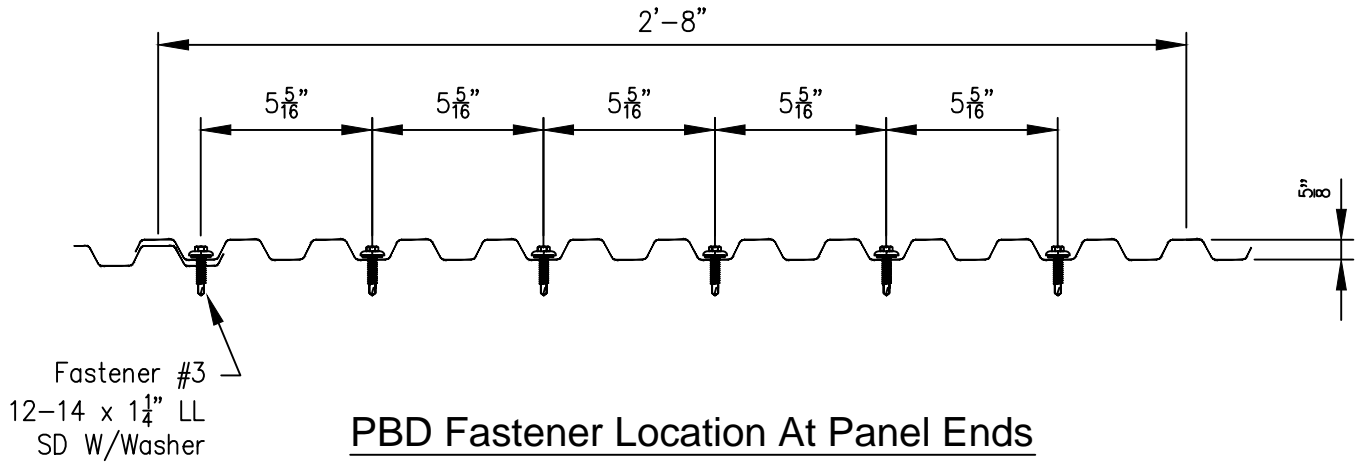 2'-8"
5 5/16" 5 5/16" 5 5/16" 5 5/16" 5 5/16"
5/8"
Fastener #3
12-14 x 1 1/4" LL
SD W/Washer
PBD Fastener Location At Panel Ends